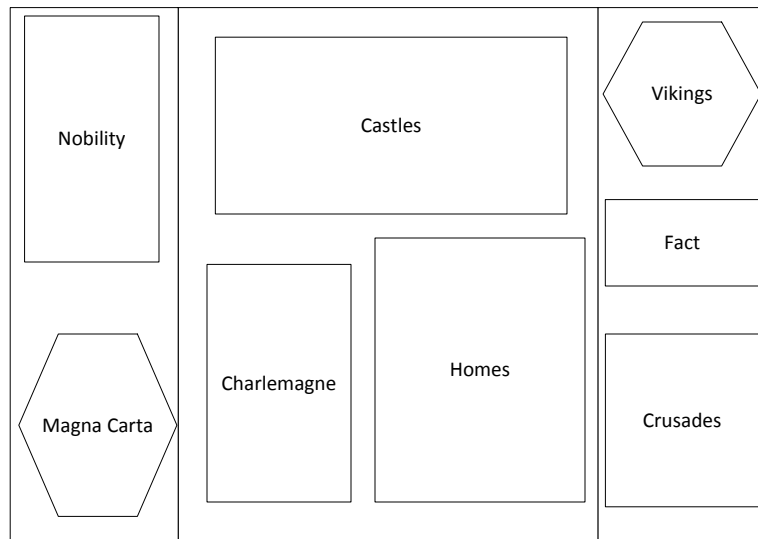 Nobility
Magna Carta
Castles
Charlemagne
Homes
Vikings
Fact
Crusades